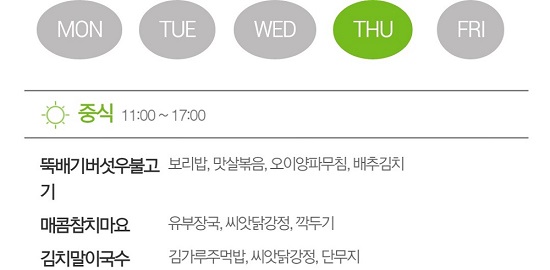 MON TUE WED THU FRI
중식 11:00 ~ 17:00
뚝배기버섯우불고 보리밥, 맛살볶음, 오이양파무침, 배추김치
기
매콤참치마요 유부장국, 씨앗닭강정, 깍두기
김치말이국수 김가루주먹밥, 씨앗닭강정, 단무지